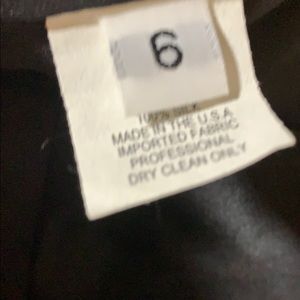 6
100% SILK
MADE IN THE U.S.A
IMPORTED FABRIC
PROFESSIONAL
DRY CLEAN ONLY